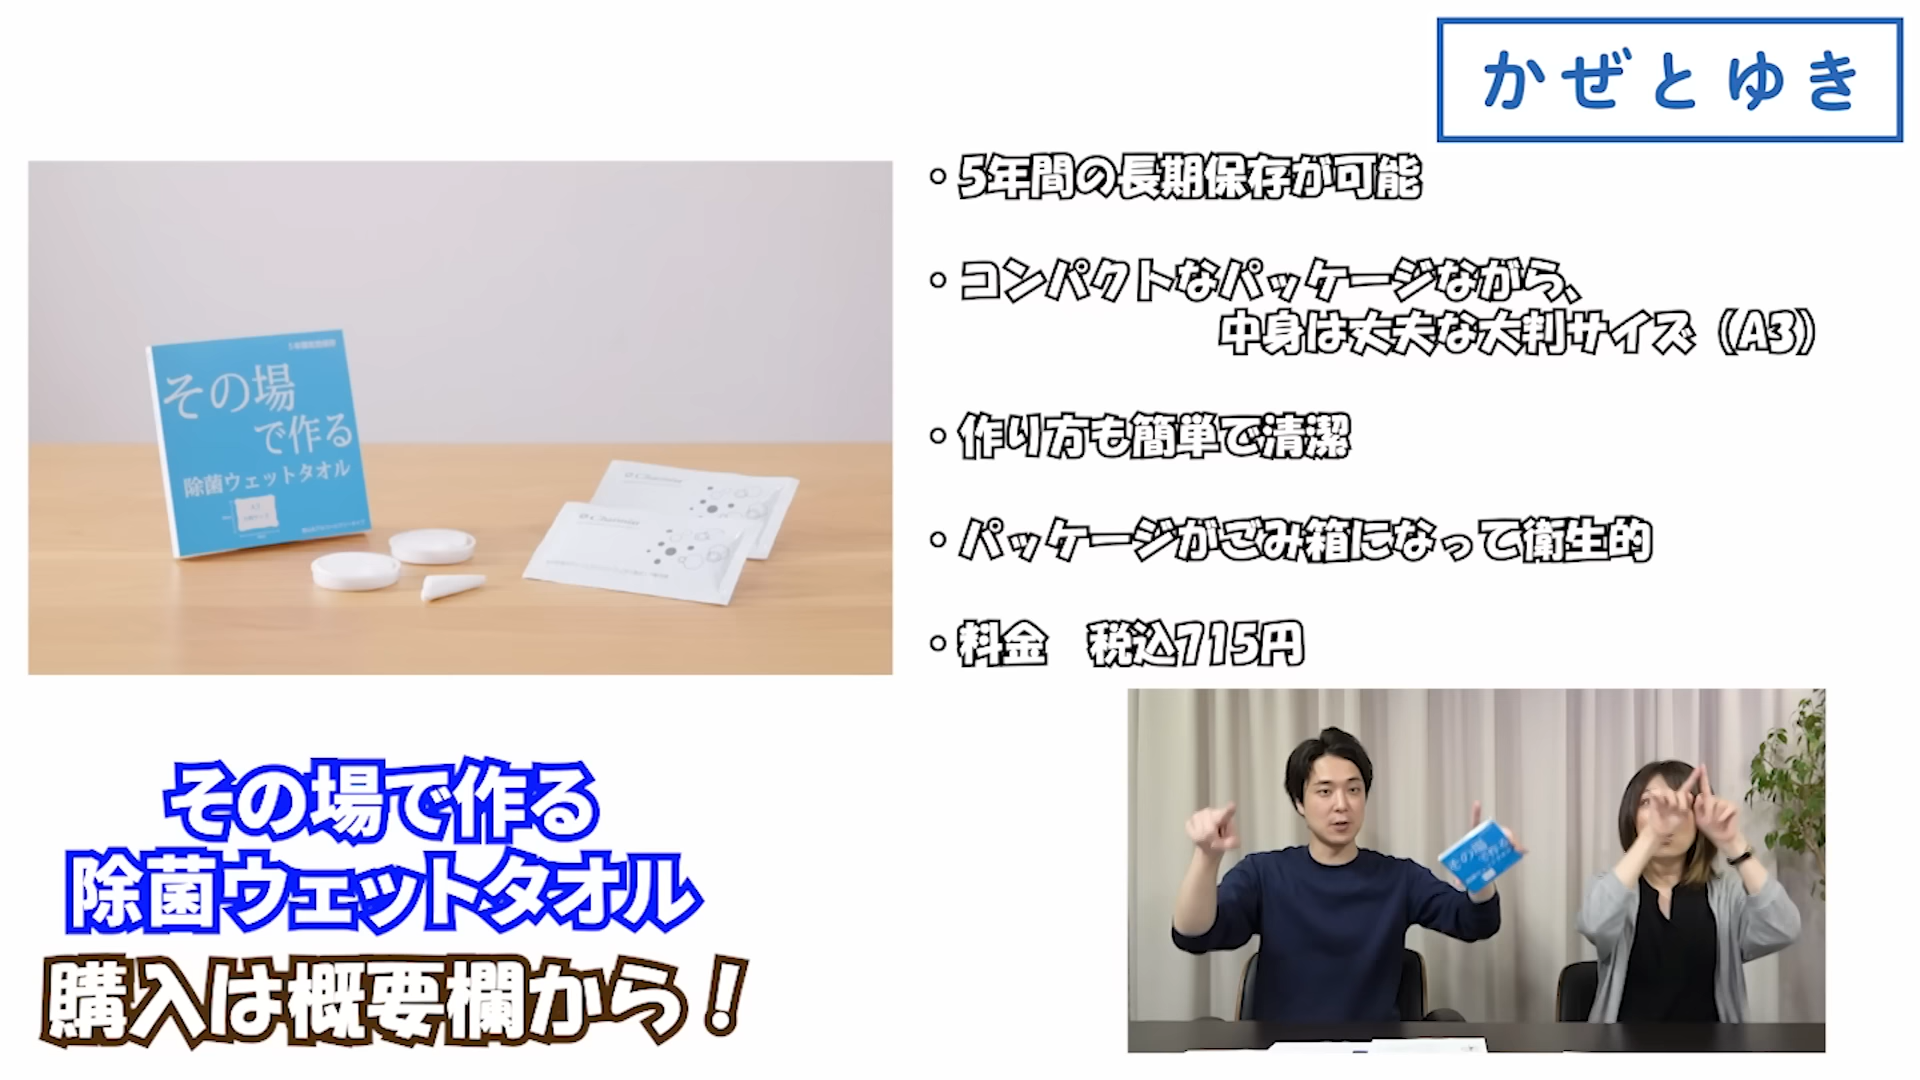 かぜとゆき
・5年間の長期保存が可能
・コンパクトなパッケージながら、
中身は丈夫な大判サイズ（A3）
・作り方も簡単で清潔
・パッケージがごみ箱になって衛生的
・料金　税込715円
その場
で作る
除菌ウェットタオル
その場で作る
除菌ウェットタオル
購入は概要欄から！
その場